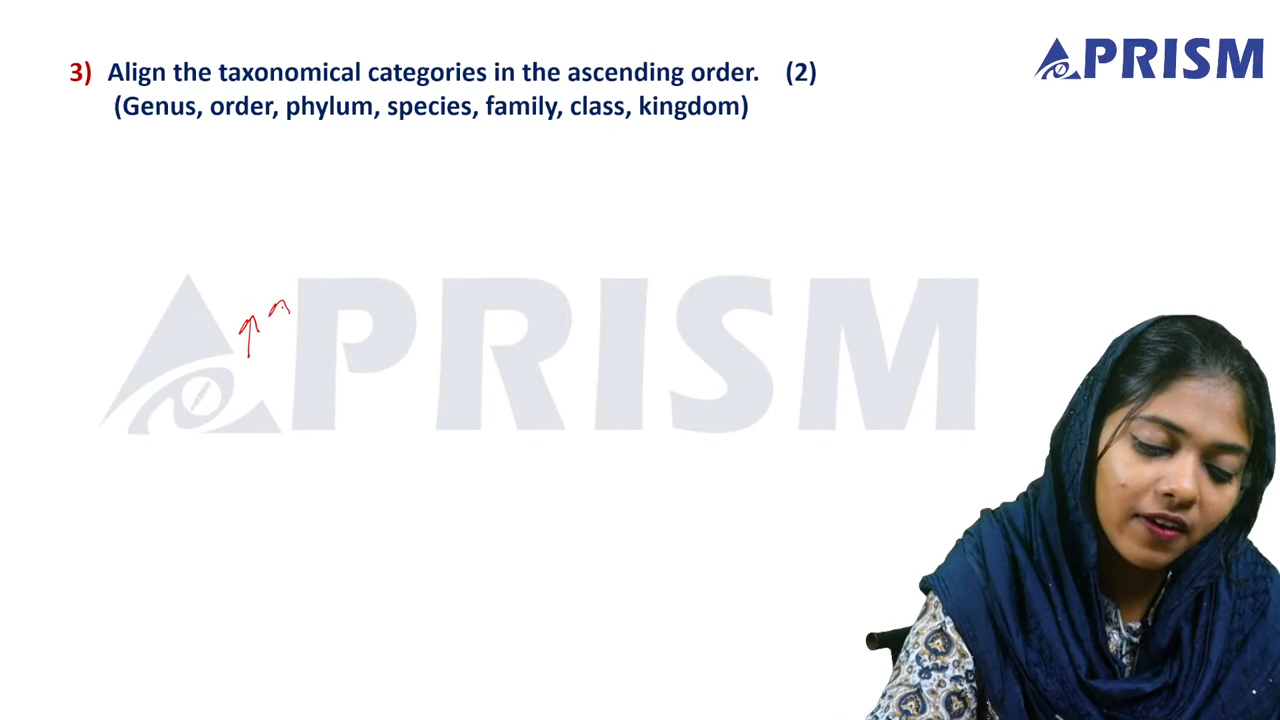 PRISM
3) Align the taxonomical categories in the ascending order. (2)
(Genus, order, phylum, species, family, class, kingdom)
PRISM